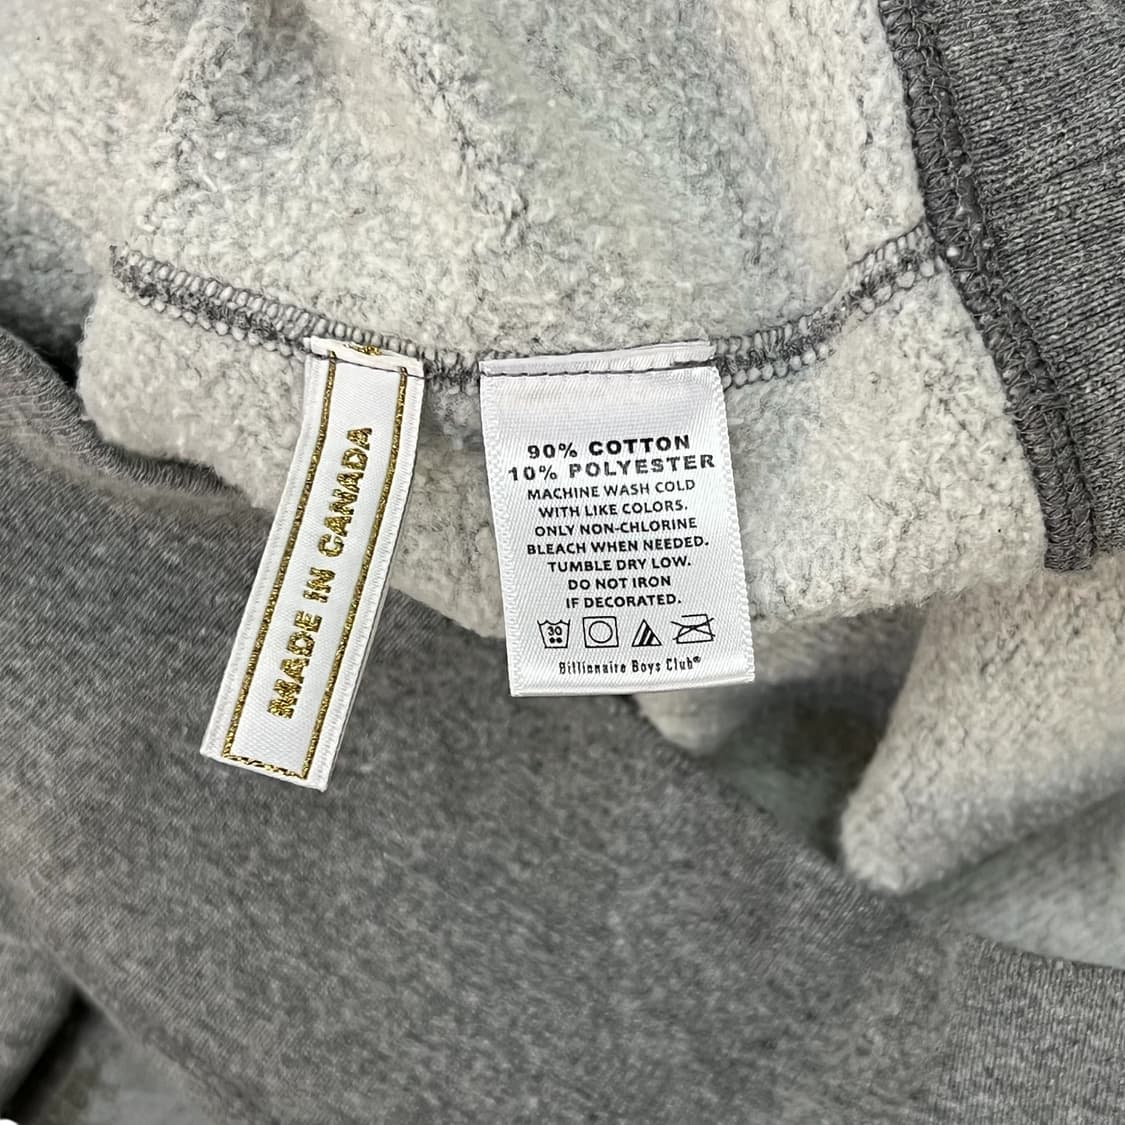 MADE IN CANADA
90% COTTON
10% POLYESTER
MACHINE WASH COLD
WITH LIKE COLORS.
ONLY NON-CHLORINE
BLEACH WHEN NEEDED.
TUMBLE DRY LOW.
DO NOT IRON
IF DECORATED.
30
Billionaire Boys Club®